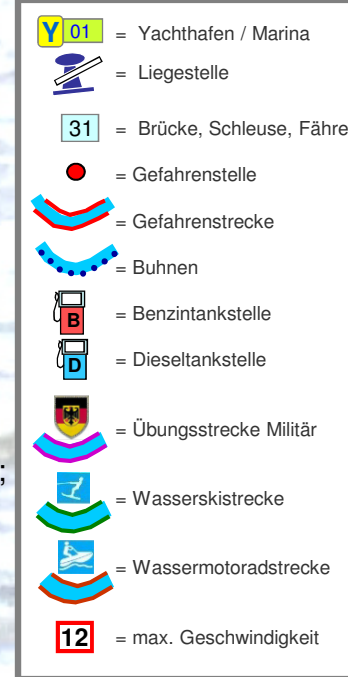 Y 01 = Yachthafen / Marina
= Liegestelle
31 = Brücke, Schleuse, Fähre
= Gefahrenstelle
= Gefahrenstrecke
= Buhnen
B = Benzintankstelle
D = Dieseltankstelle
= Übungsstrecke Militär
;
= Wasserskistrecke
= Wassermotoradstrecke
12 = max. Geschwindigkeit